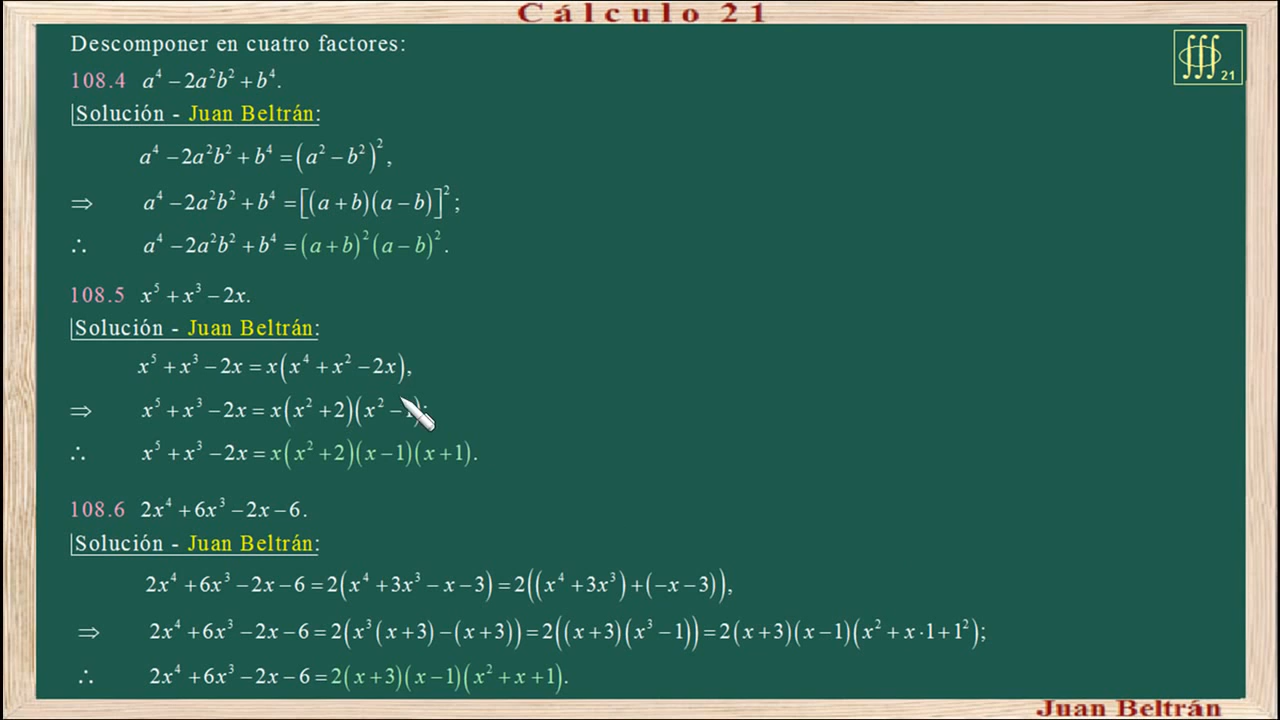 Cálculo 21
Descomponer en cuatro factores:
21
108.4 a⁴ − 2a²b² + b⁴.
Solución - Juan Beltrán:
a⁴ − 2a²b² + b⁴ = (a² − b²)²,
⇒ a⁴ − 2a²b² + b⁴ = [(a + b)(a − b)]²;
∴ a⁴ − 2a²b² + b⁴ = (a + b)²(a − b)².
108.5 x⁵ + x³ − 2x.
Solución - Juan Beltrán:
x⁵ + x³ − 2x = x(x⁴ + x² − 2x),
⇒ x⁵ + x³ − 2x = x(x² + 2)(x² − 1);
∴ x⁵ + x³ − 2x = x(x² + 2)(x − 1)(x + 1).
108.6 2x⁴ + 6x³ − 2x − 6.
Solución - Juan Beltrán:
2x⁴ + 6x³ − 2x − 6 = 2(x⁴ + 3x³ − x − 3) = 2((x⁴ + 3x³) + (−x − 3)),
⇒ 2x⁴ + 6x³ − 2x − 6 = 2(x³(x + 3) − (x + 3)) = 2((x + 3)(x³ − 1)) = 2(x + 3)(x − 1)(x² + x·1 + 1²);
∴ 2x⁴ + 6x³ − 2x − 6 = 2(x + 3)(x − 1)(x² + x + 1).
Juan Beltrán